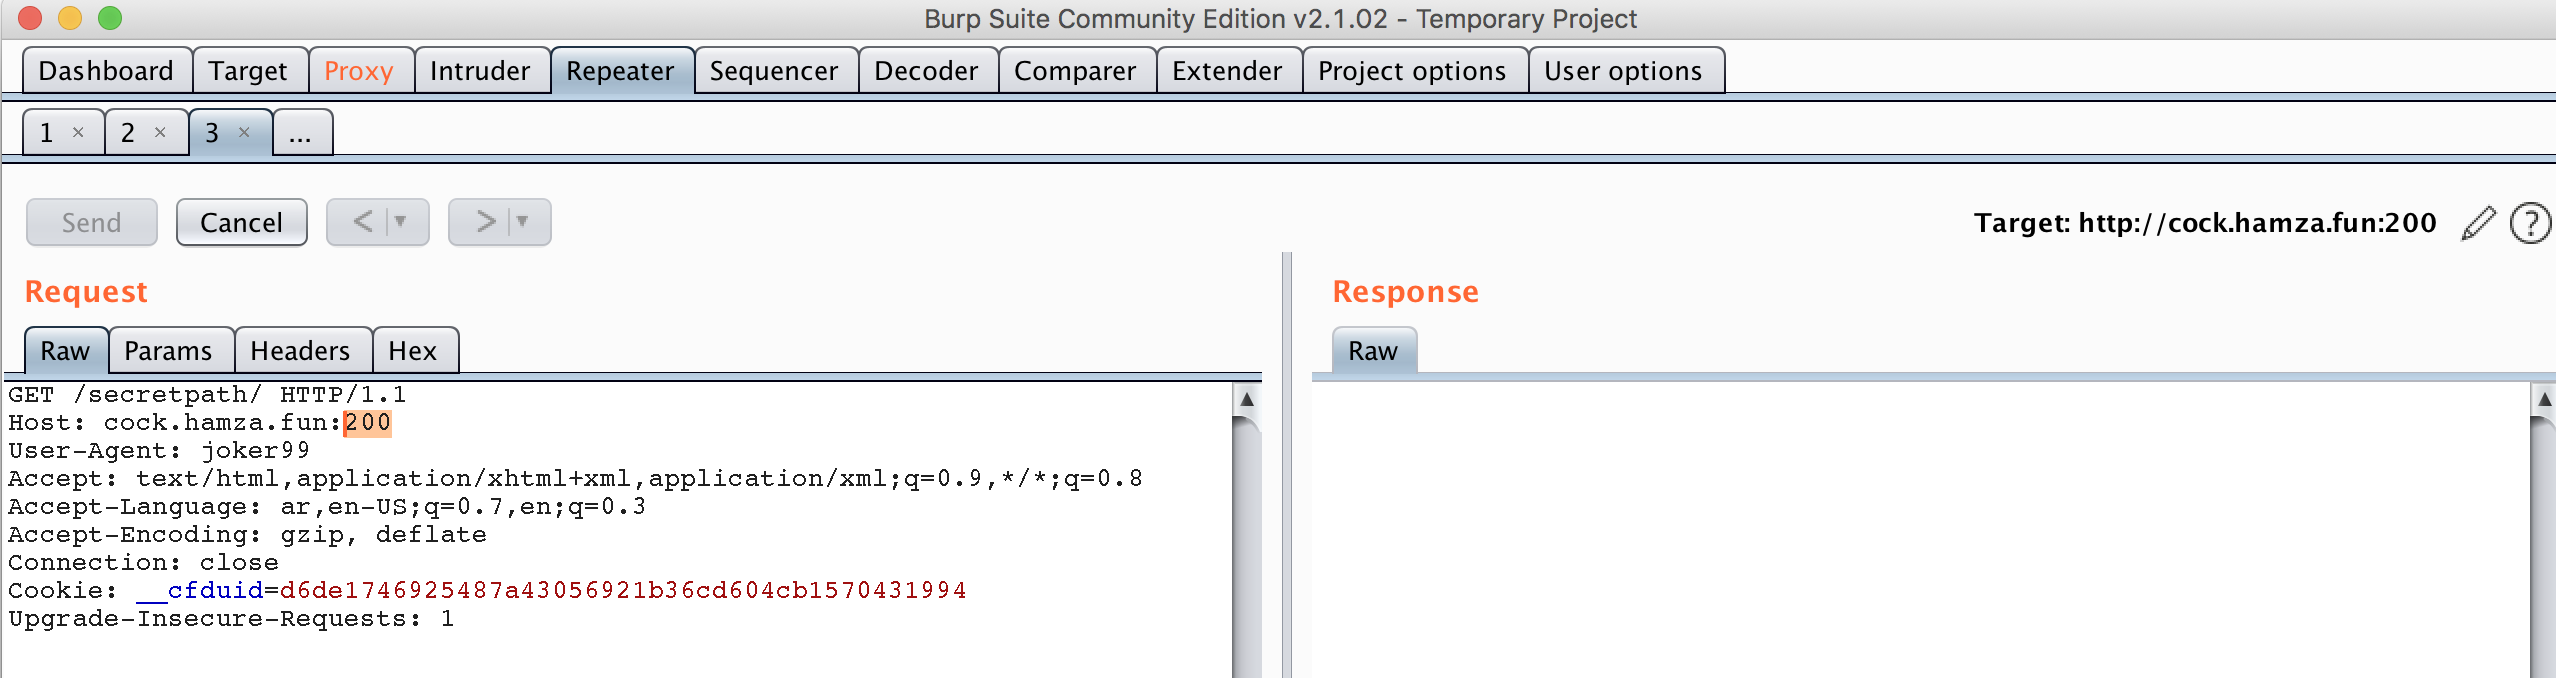 Burp Suite Community Edition v2.1.02 - Temporary Project
Dashboard Target Proxy Intruder Repeater Sequencer Decoder Comparer Extender Project options User options
1 × 2 × 3 × ...
Send Cancel < ▼ > ▼ Target: http://cock.hamza.fun:200 ?
Request
Raw Params Headers Hex
GET /secretpath/ HTTP/1.1
Host: cock.hamza.fun:200
User-Agent: joker99
Accept: text/html,application/xhtml+xml,application/xml;q=0.9,*/*;q=0.8
Accept-Language: ar,en-US;q=0.7,en;q=0.3
Accept-Encoding: gzip, deflate
Connection: close
Cookie: __cfduid=d6de1746925487a43056921b36cd604cb1570431994
Upgrade-Insecure-Requests: 1
Response
Raw